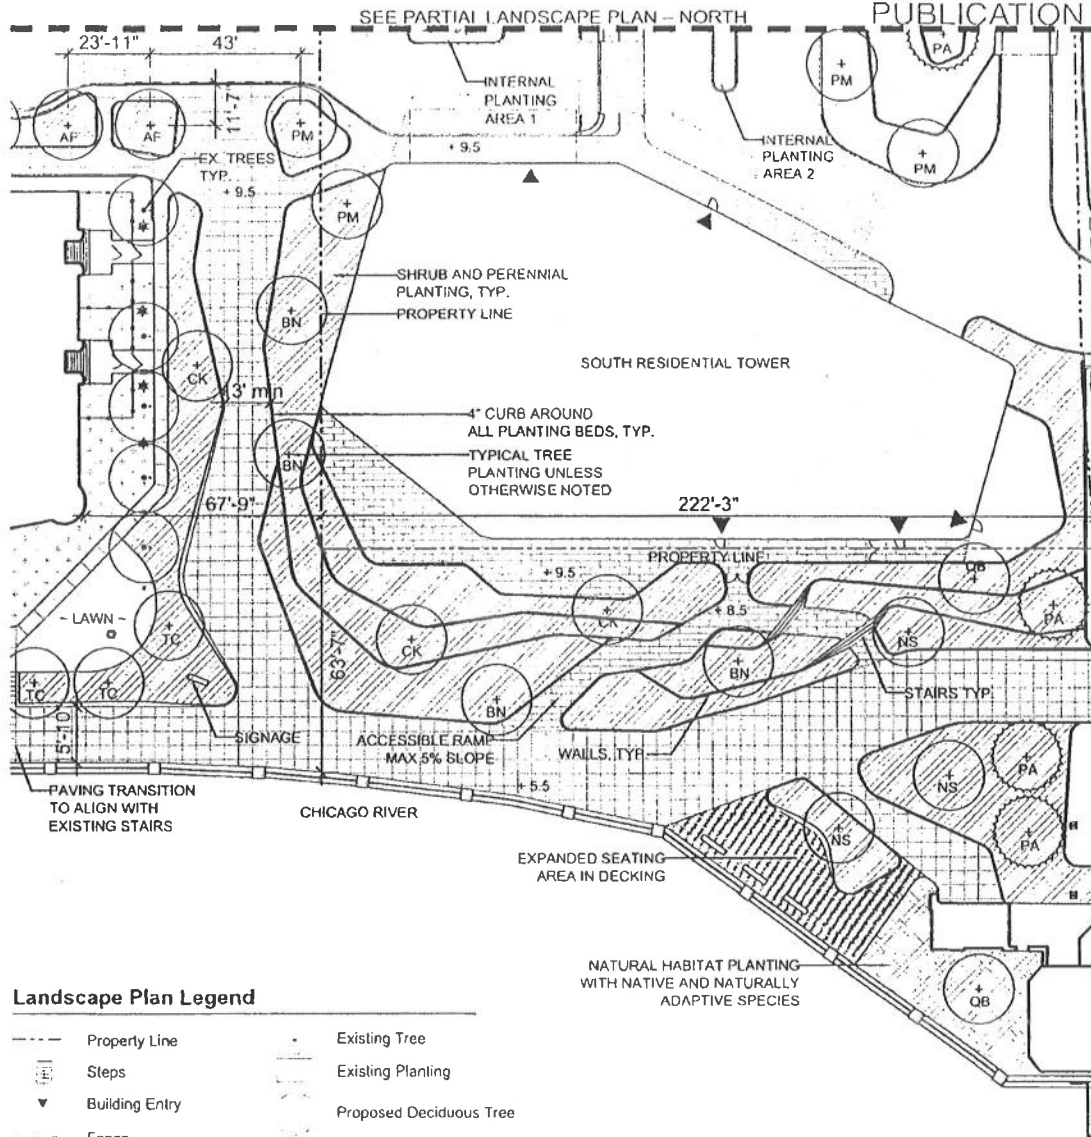 SEE PARTIAL LANDSCAPE PLAN – NORTH
PUBLICATION
23'-11"
43'
PA
PM
INTERNAL
PLANTING
AREA 1
11'-7"
AF
AF
PM
+ 9.5
INTERNAL
PLANTING
AREA 2
PM
EX. TREES
TYP.
+ 9.5
PM
SHRUB AND PERENNIAL
PLANTING, TYP.
PROPERTY LINE
BN
SOUTH RESIDENTIAL TOWER
CK
13' min
4" CURB AROUND
ALL PLANTING BEDS, TYP.
TYPICAL TREE
PLANTING UNLESS
OTHERWISE NOTED
BN
67'-9"
222'-3"
PROPERTY LINE
+ 9.5
QB
+ 8.5
CK
PA
~ LAWN ~
TC
CK
NS
63'-7"
BN
TC
TC
STAIRS TYP.
BN
SIGNAGE
ACCESSIBLE RAMP
MAX 5% SLOPE
WALLS, TYP.
5'-10"
PA
NS
+ 5.5
PAVING TRANSITION
TO ALIGN WITH
EXISTING STAIRS
CHICAGO RIVER
NS
PA
EXPANDED SEATING
AREA IN DECKING
NATURAL HABITAT PLANTING
WITH NATIVE AND NATURALLY
ADAPTIVE SPECIES
QB
Landscape Plan Legend
Property Line
Existing Tree
Steps
Existing Planting
Building Entry
Proposed Deciduous Tree